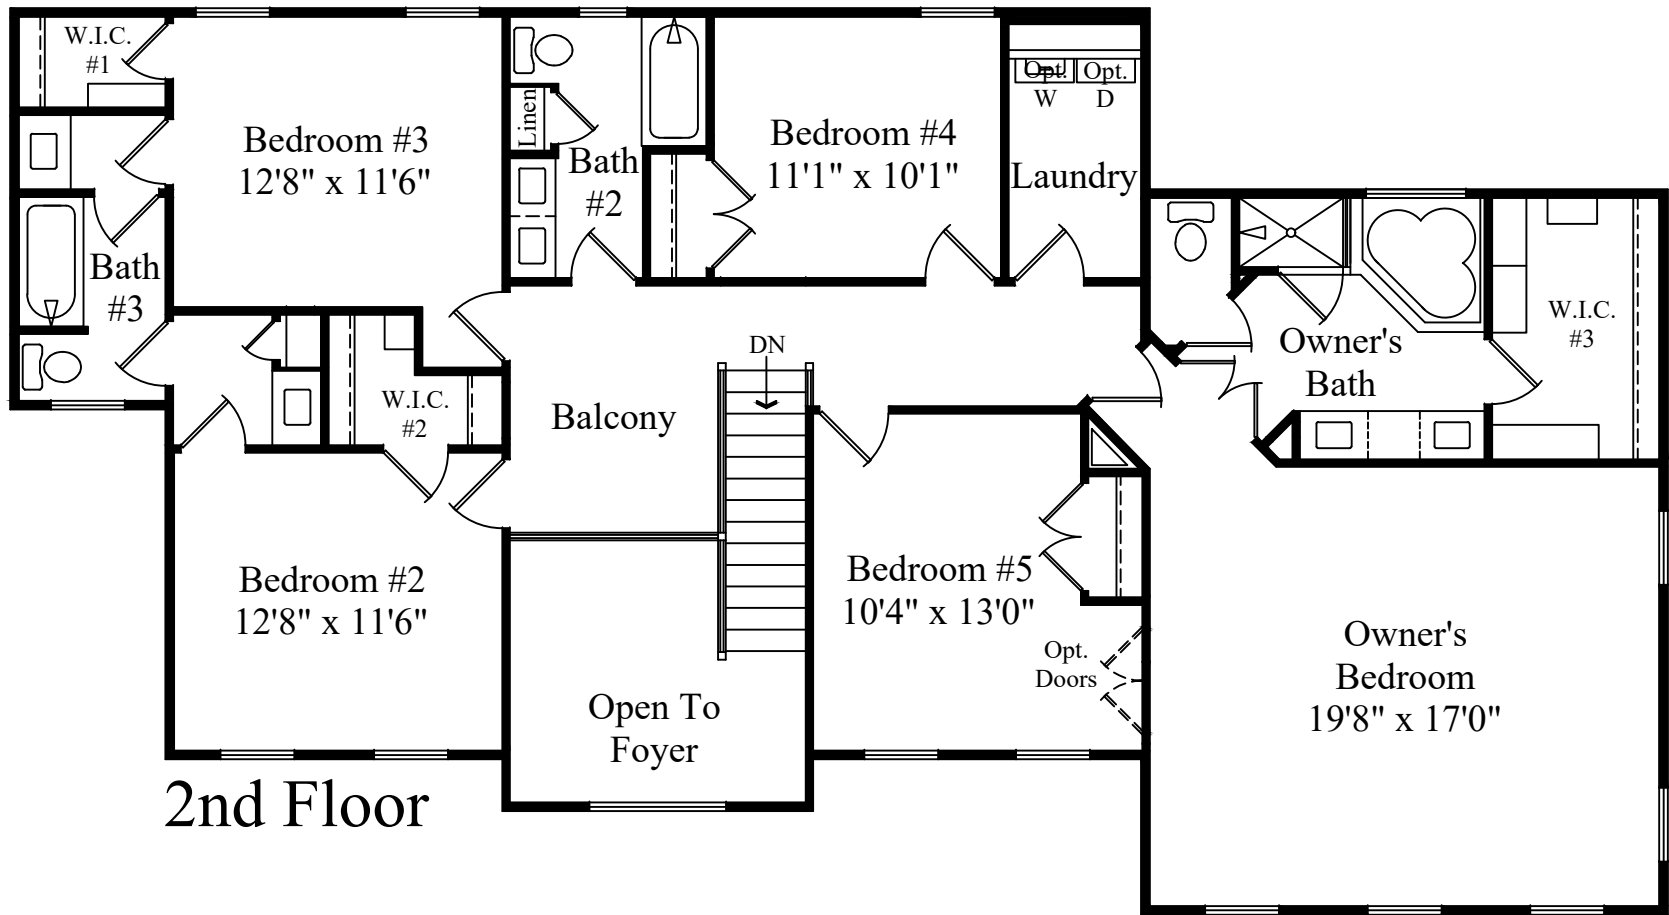 W.I.C.
#1
Bedroom #3
12'8" x 11'6"
Linen
Bath
#2
Bedroom #4
11'1" x 10'1"
Opt.
W
Opt.
D
Laundry
Bath
#3
W.I.C.
#2
Balcony
DN
Owner's
Bath
W.I.C.
#3
Bedroom #2
12'8" x 11'6"
Open To
Foyer
Bedroom #5
10'4" x 13'0"
Opt.
Doors
Owner's
Bedroom
19'8" x 17'0"
2nd Floor